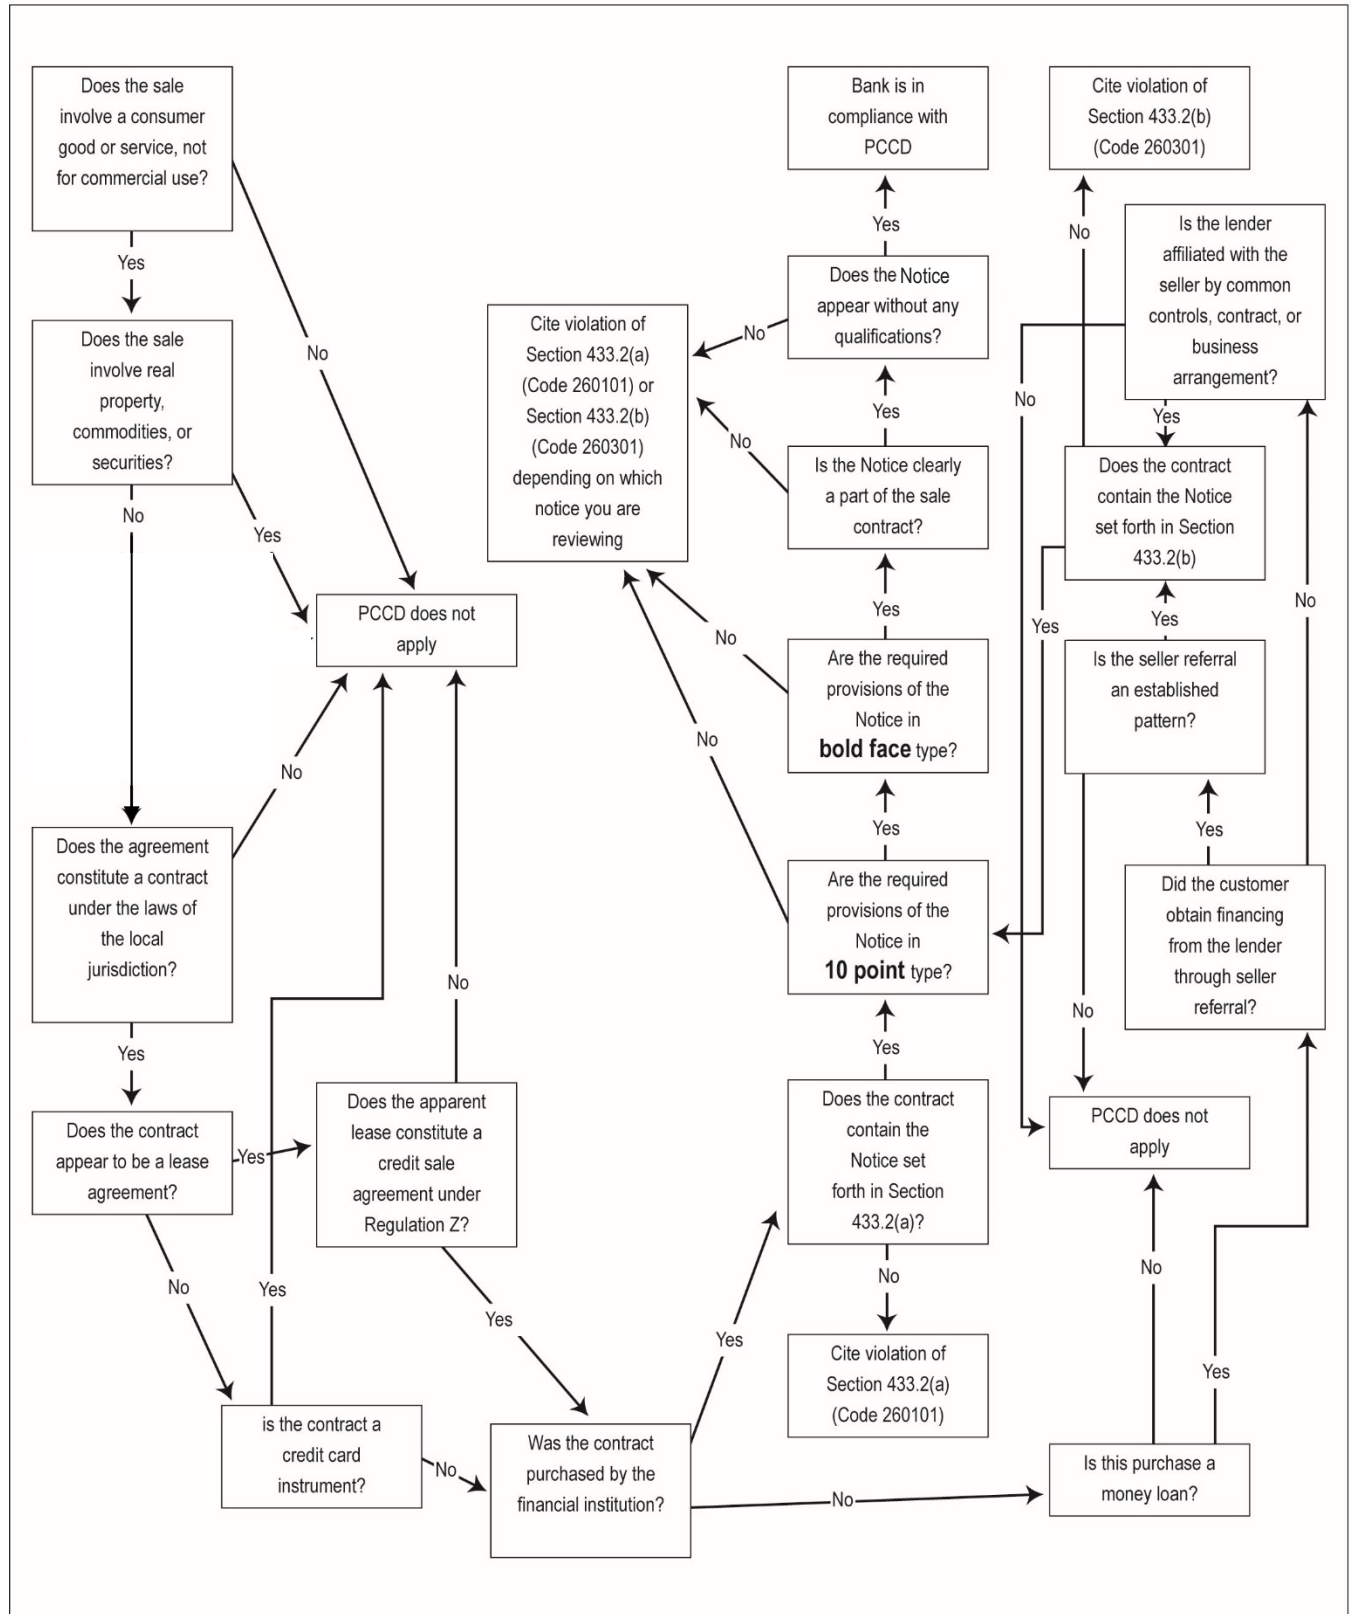 Does the sale
involve a consumer
good or service, not
for commercial use?
Yes
No
Does the sale
involve real
property,
commodities, or
securities?
No
Yes
PCCD does not
apply
No
Does the agreement
constitute a contract
under the laws of
the local
jurisdiction?
Yes
Does the contract
appear to be a lease
agreement?
Yes
No
Does the apparent
lease constitute a
credit sale
agreement under
Regulation Z?
No
Yes
Yes
is the contract a
credit card
instrument?
No
Was the contract
purchased by the
financial institution?
Yes
No
Cite violation of
Section 433.2(a)
(Code 260101) or
Section 433.2(b)
(Code 260301)
depending on which
notice you are
reviewing
Bank is in
compliance with
PCCD
Yes
Does the Notice
appear without any
qualifications?
No
Yes
Is the Notice clearly
a part of the sale
contract?
No
Yes
Are the required
provisions of the
Notice in
bold face type?
No
Yes
Are the required
provisions of the
Notice in
10 point type?
No
Yes
Does the contract
contain the
Notice set
forth in Section
433.2(a)?
No
Cite violation of
Section 433.2(a)
(Code 260101)
Cite violation of
Section 433.2(b)
(Code 260301)
No
Is the lender
affiliated with the
seller by common
controls, contract, or
business
arrangement?
No
Yes
Does the contract
contain the Notice
set forth in Section
433.2(b)
Yes
No
Yes
Is the seller referral
an established
pattern?
Yes
No
Did the customer
obtain financing
from the lender
through seller
referral?
PCCD does not
apply
No
Yes
Is this purchase a
money loan?